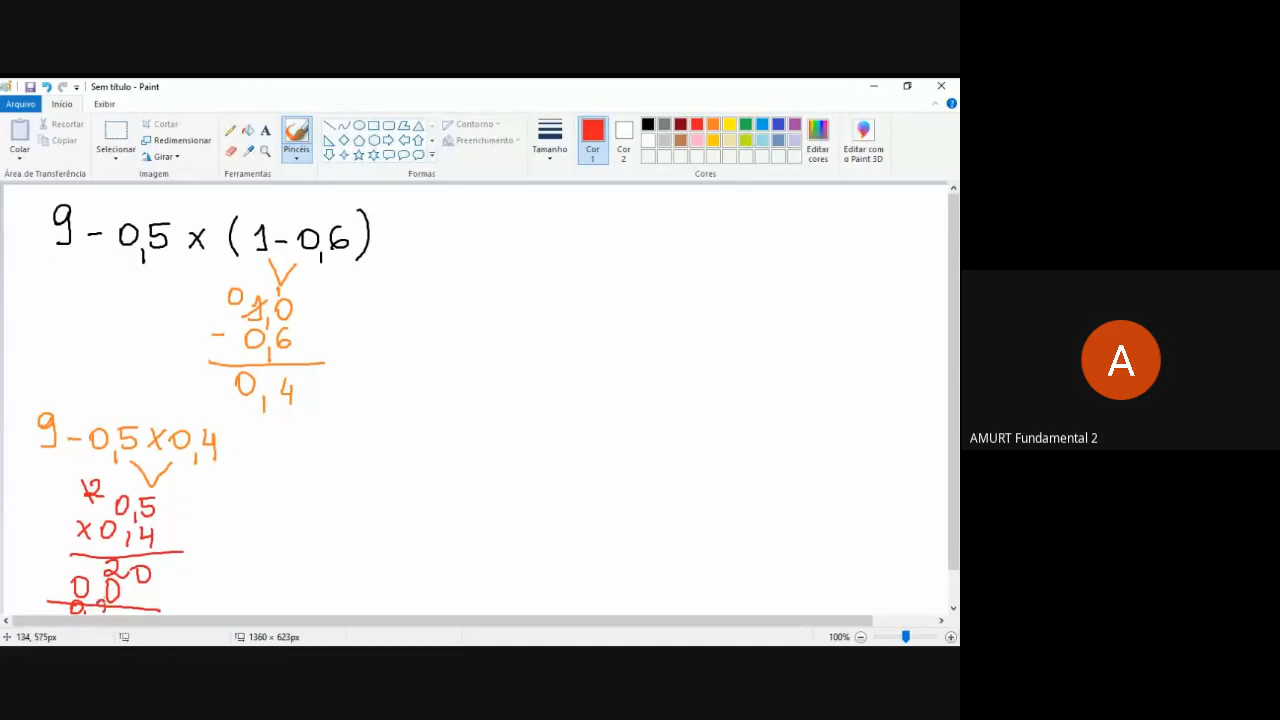 Sem título - Paint
Arquivo Início Exibir
Colar
Recortar
Copiar
Área de Transferência
Selecionar
Cortar
Redimensionar
Girar
Imagem
A
Ferramentas
Pincéis
Contorno
Preenchimento
Formas
Tamanho
Cor 1
Cor 2
Editar cores
Editar com o Paint 3D
Cores
9 - 0,5 x (1 - 0,6)
0 1,0
- 0,6
0,4
9 - 0,5 x 0,4
0,5
x 0,4
2 0
0 0
A
AMURT Fundamental 2
134, 575px
1360 × 623px
100%